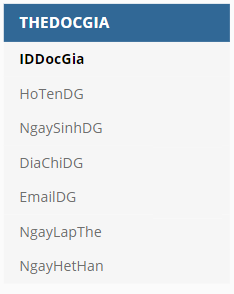 THEDOCGIA
IDDocGia
HoTenDG
NgaySinhDG
DiaChiDG
EmailDG
NgayLapThe
NgayHetHan